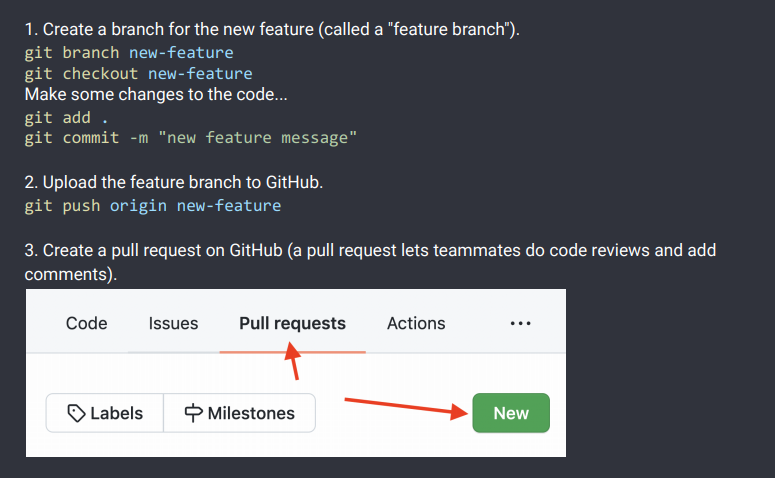 1. Create a branch for the new feature (called a "feature branch").
git branch new-feature
git checkout new-feature
Make some changes to the code...
git add .
git commit -m "new feature message"
2. Upload the feature branch to GitHub.
git push origin new-feature
3. Create a pull request on GitHub (a pull request lets teammates do code reviews and add
comments).
Code Issues Pull requests Actions ...
Labels Milestones New